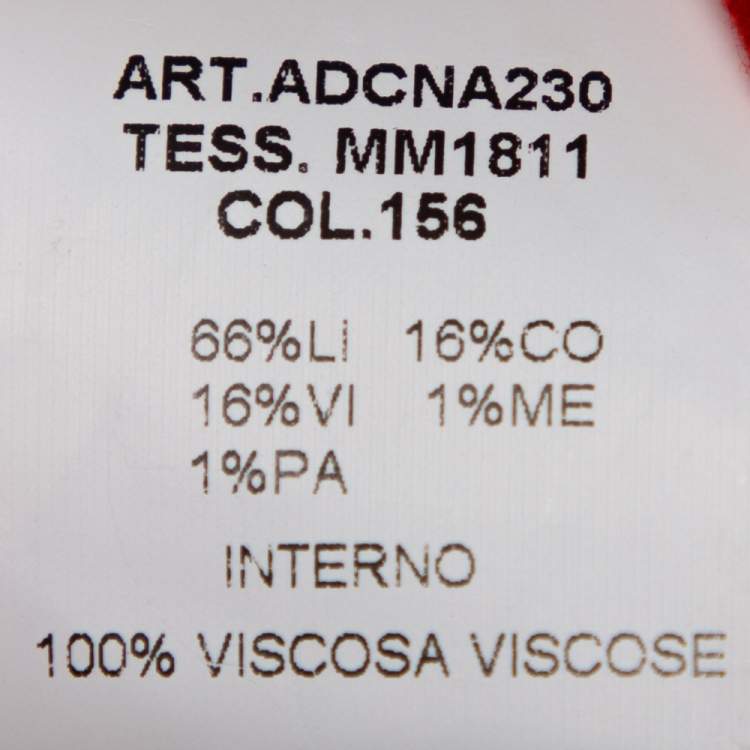 ART.ADCNA230
TESS. MM1811
COL.156
66%LI 16%CO
16%VI 1%ME
1%PA
INTERNO
100% VISCOSA VISCOSE